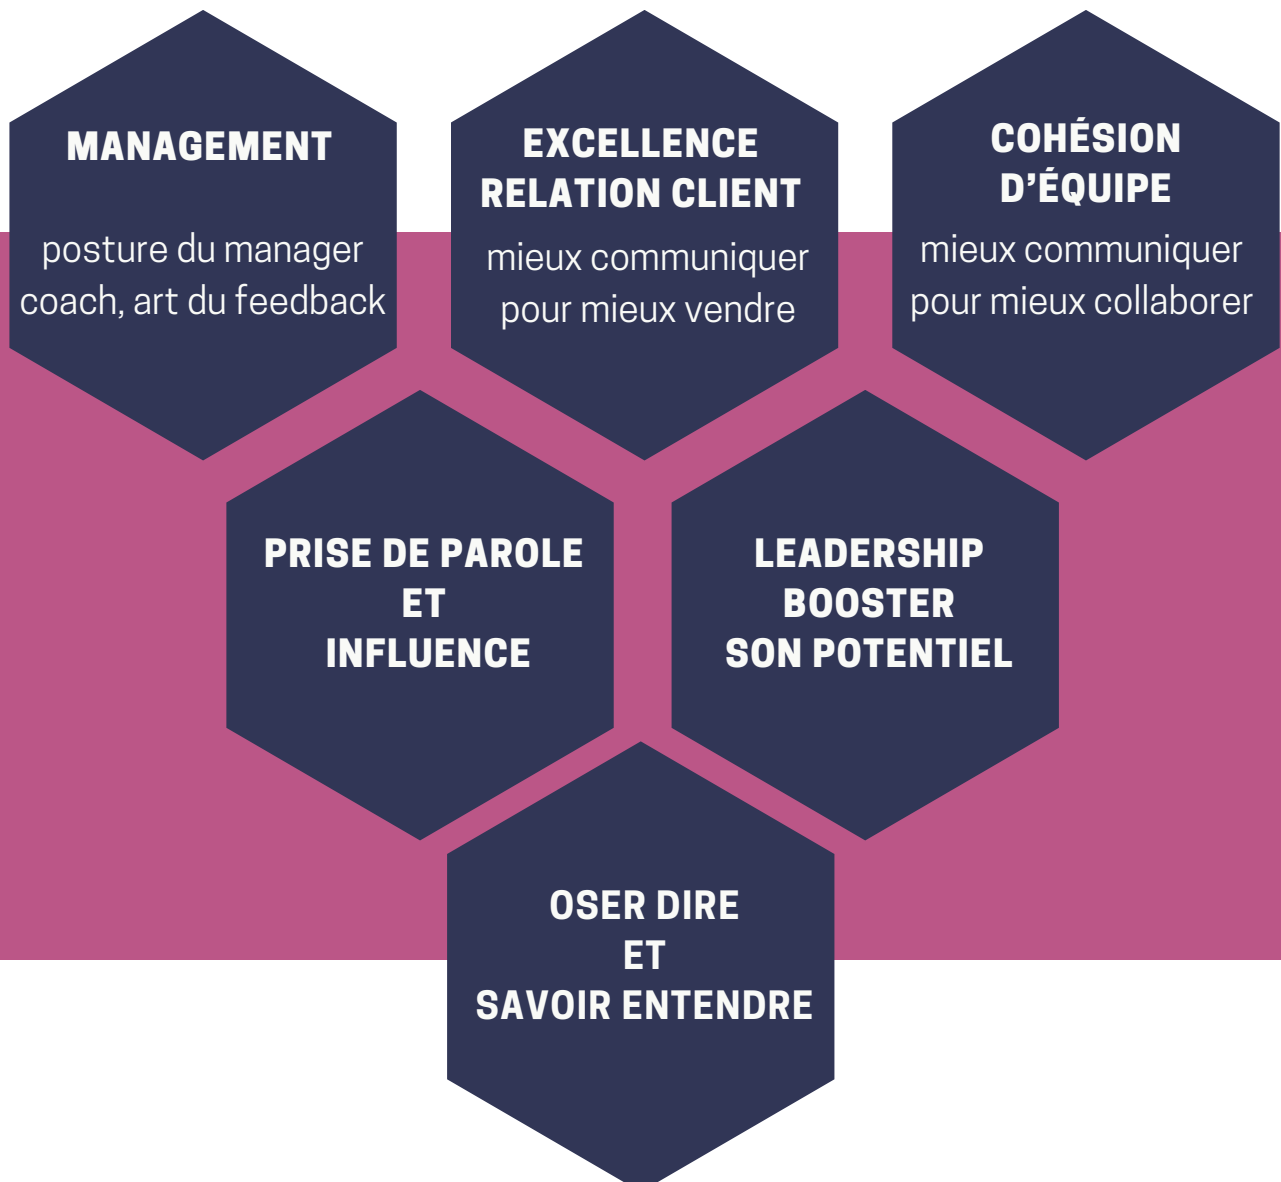 MANAGEMENT
posture du manager
coach, art du feedback
EXCELLENCE
RELATION CLIENT
mieux communiquer
pour mieux vendre
COHÉSION
D'ÉQUIPE
mieux communiquer
pour mieux collaborer
PRISE DE PAROLE
ET
INFLUENCE
LEADERSHIP
BOOSTER
SON POTENTIEL
OSER DIRE
ET
SAVOIR ENTENDRE